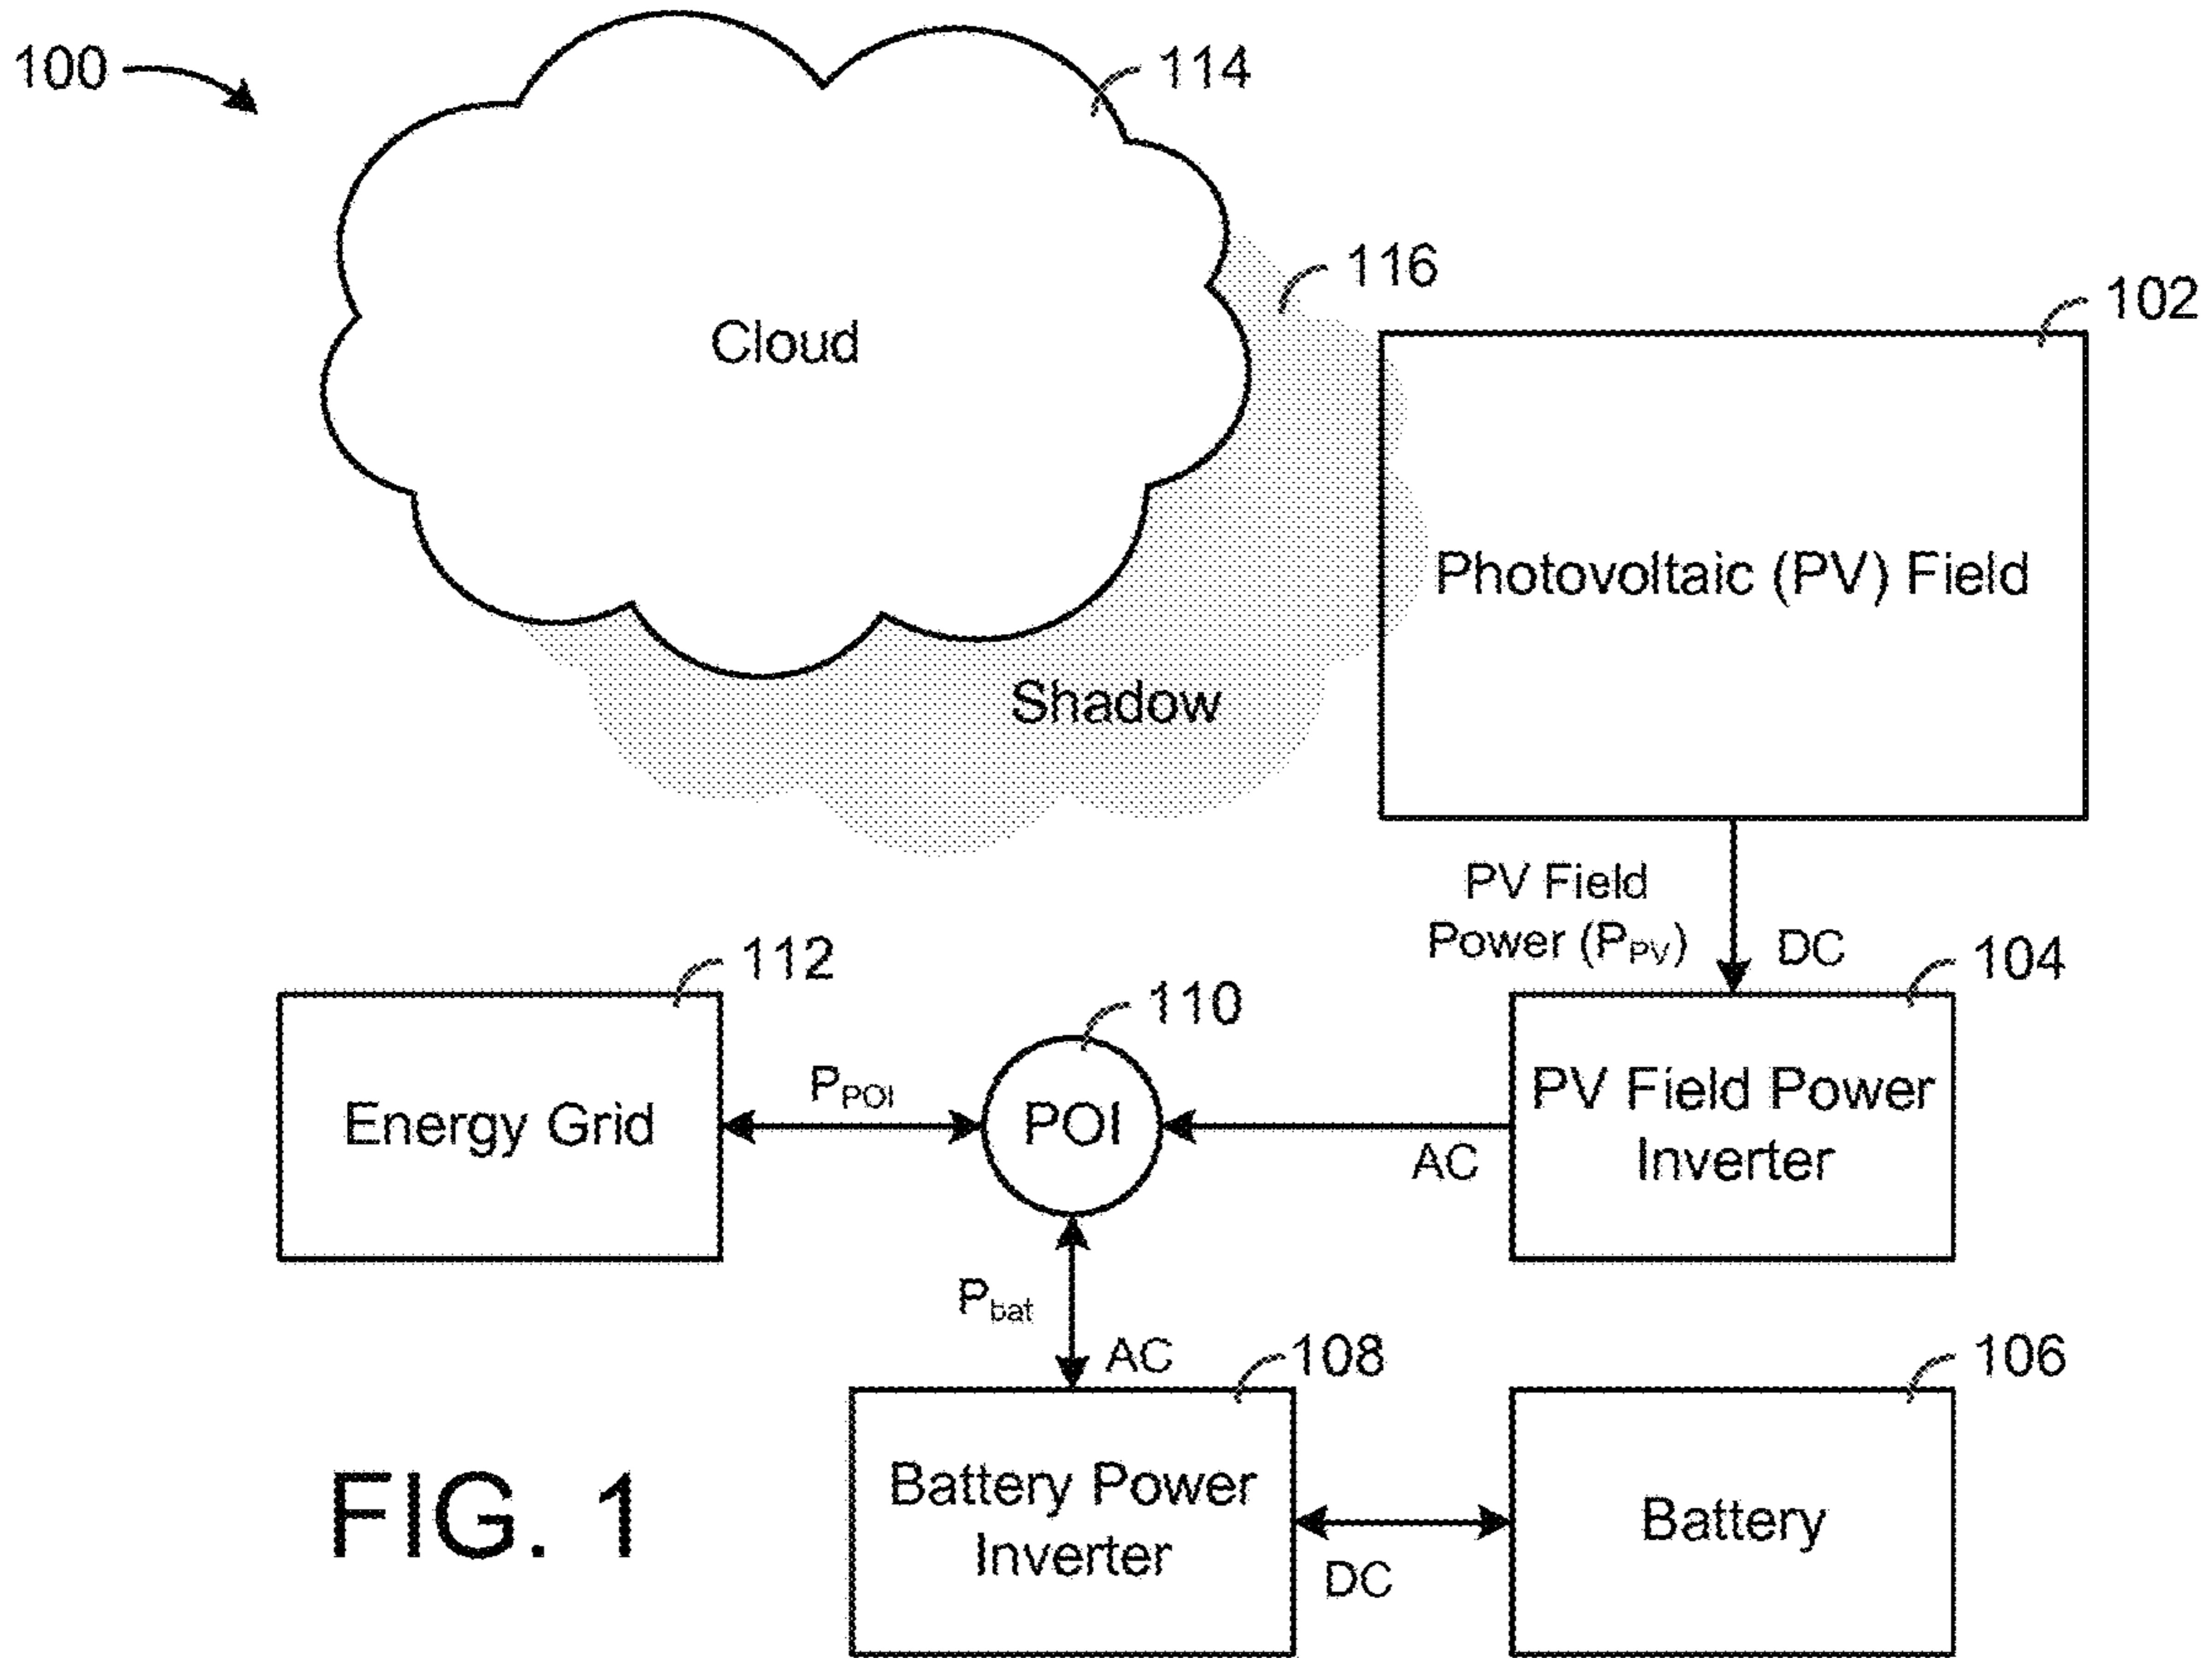 100
114
116
102
Cloud
Photovoltaic (PV) Field
Shadow
PV Field
Power (PPV)
DC
112
110
104
Energy Grid
PPOI
POI
AC
PV Field Power
Inverter
Pbat
AC
108
106
Battery Power
Inverter
DC
Battery
FIG. 1